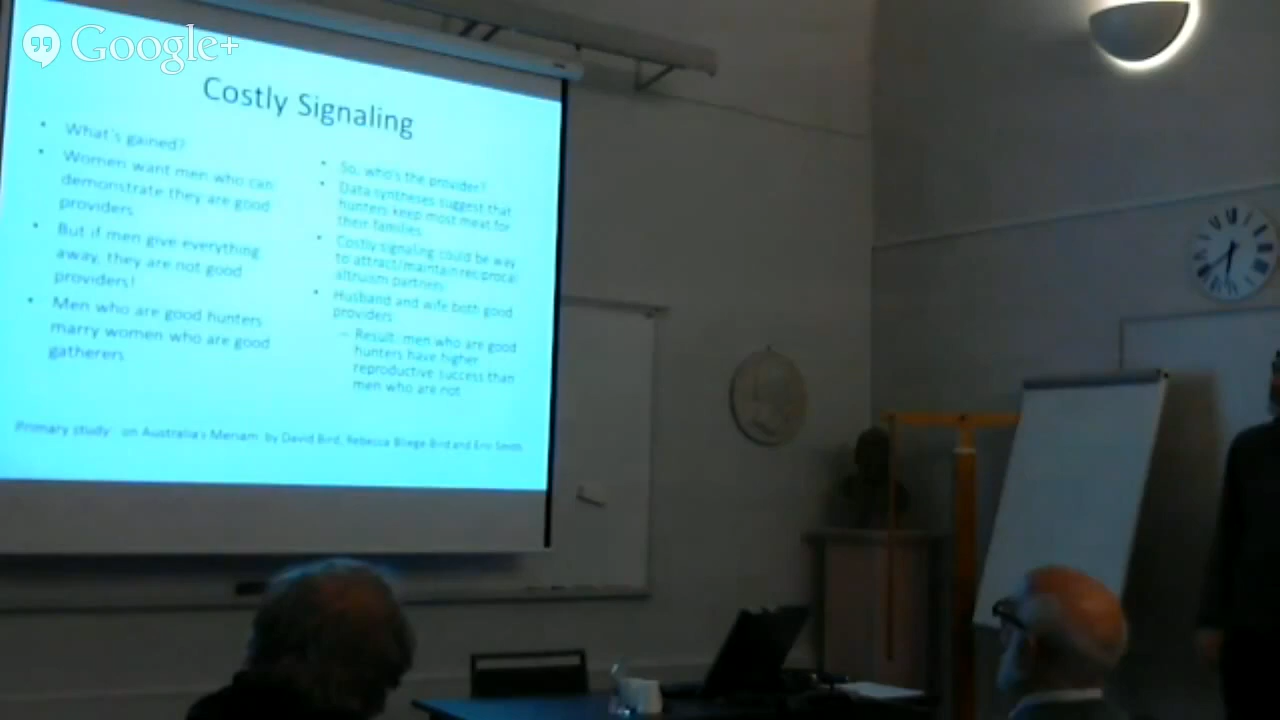 Google+
Costly Signaling
• What's gained?
• Women want men who can
demonstrate they are good
providers
• But if men give everything
away, they are not good
providers!
• Men who are good hunters
marry women who are good
gatherers
• So, who's the provider?
• Data syntheses suggest that
hunters keep most meat for
their families
• Costly signaling could be way
to attract/maintain reciprocal
altruism partners
• Husband and wife both good
providers
– Result: men who are good
hunters have higher
reproductive success than
men who are not
Primary study on Australia's Meriam by David Bird, Rebecca Bliege Bird and Eric Smith